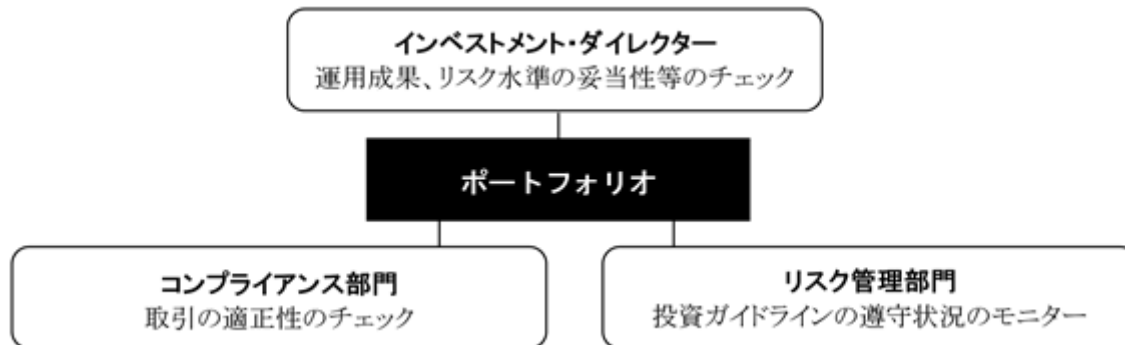 インベストメント・ダイレクター
運用成果、リスク水準の妥当性等のチェック
ポートフォリオ
コンプライアンス部門
取引の適正性のチェック
リスク管理部門
投資ガイドラインの遵守状況のモニター